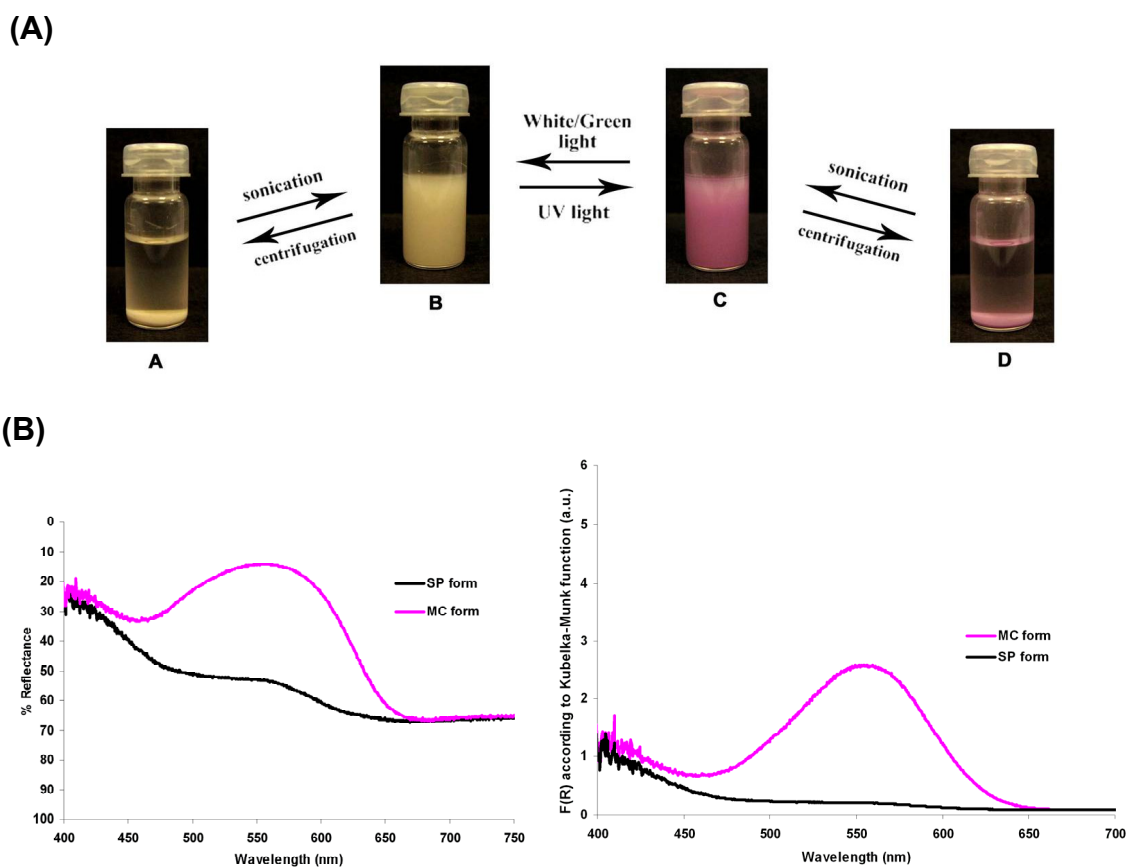 (A)
sonication
centrifugation
White/Green
light
UV light
sonication
centrifugation
A
B
C
D
(B)
% Reflectance
0
10
20
30
40
50
60
70
80
90
100
400
450
500
550
600
650
700
750
Wavelength (nm)
SP form
MC form
F(R) according to Kubelka-Munk function (a.u.)
6
5
4
3
2
1
0
400
450
500
550
600
650
700
Wavelength (nm)
MC form
SP form